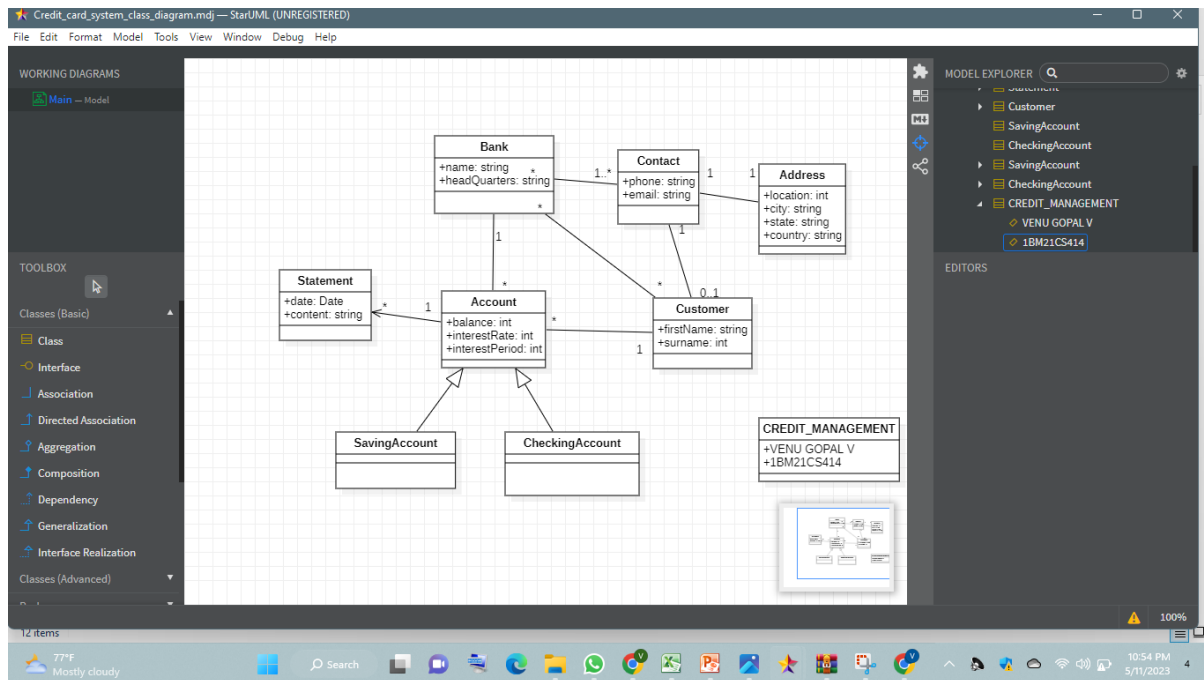 Credit_card_system_class_diagram.mdj — StarUML (UNREGISTERED)
File Edit Format Model Tools View Window Debug Help
WORKING DIAGRAMS
Main — Model
TOOLBOX
Classes (Basic)
Class
Interface
Association
Directed Association
Aggregation
Composition
Dependency
Generalization
Interface Realization
Classes (Advanced)
Bank
+name: string
+headQuarters: string
*
1..*
*
1
Contact
+phone: string
+email: string
1
1
1
Address
+location: int
+city: string
+state: string
+country: string
Statement
+date: Date
+content: string
*
1
*
Account
+balance: int
+interestRate: int
+interestPeriod: int
*
1
*
0..1
Customer
+firstName: string
+surname: int
SavingAccount
CheckingAccount
CREDIT_MANAGEMENT
+VENU GOPAL V
+1BM21CS414
MODEL EXPLORER
Statement
Customer
SavingAccount
CheckingAccount
SavingAccount
CheckingAccount
CREDIT_MANAGEMENT
VENU GOPAL V
1BM21CS414
EDITORS
100%
12 items
77°F
Mostly cloudy
Search
10:54 PM
5/11/2023
4